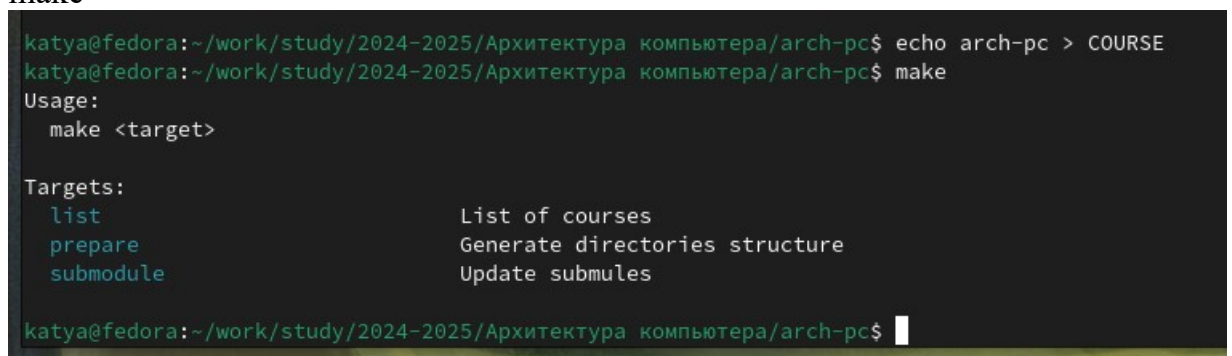 make
katya@fedora:~/work/study/2024-2025/Архитектура компьютера/arch-pc$ echo arch-pc > COURSE
katya@fedora:~/work/study/2024-2025/Архитектура компьютера/arch-pc$ make
Usage:
  make <target>
Targets:
  list                          List of courses
  prepare                       Generate directories structure
  submodule                     Update submules
katya@fedora:~/work/study/2024-2025/Архитектура компьютера/arch-pc$